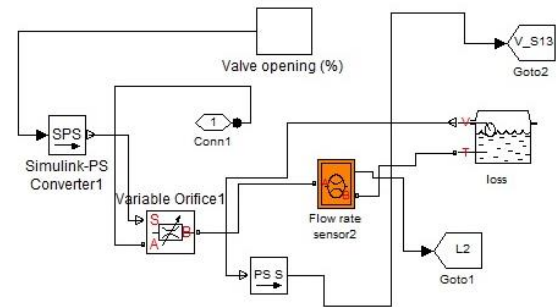 V_S13
Goto2
Valve opening (%)
1
Conn1
SPS
Simulink-PS
Converter1
V
T
loss
Variable Orifice1
S
A
B
A
B
Flow rate
sensor2
L2
Goto1
PS S